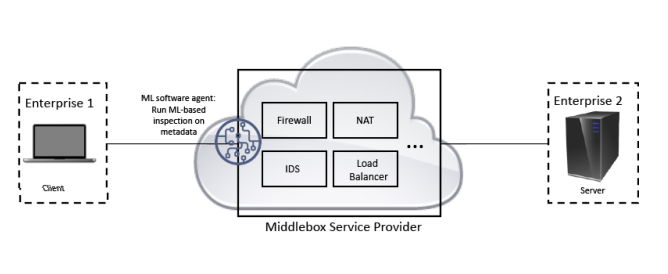 Enterprise 1
Client
ML software agent:
Run ML-based
inspection on
metadata
Firewall
NAT
IDS
Load
Balancer
...
Middlebox Service Provider
Enterprise 2
Server